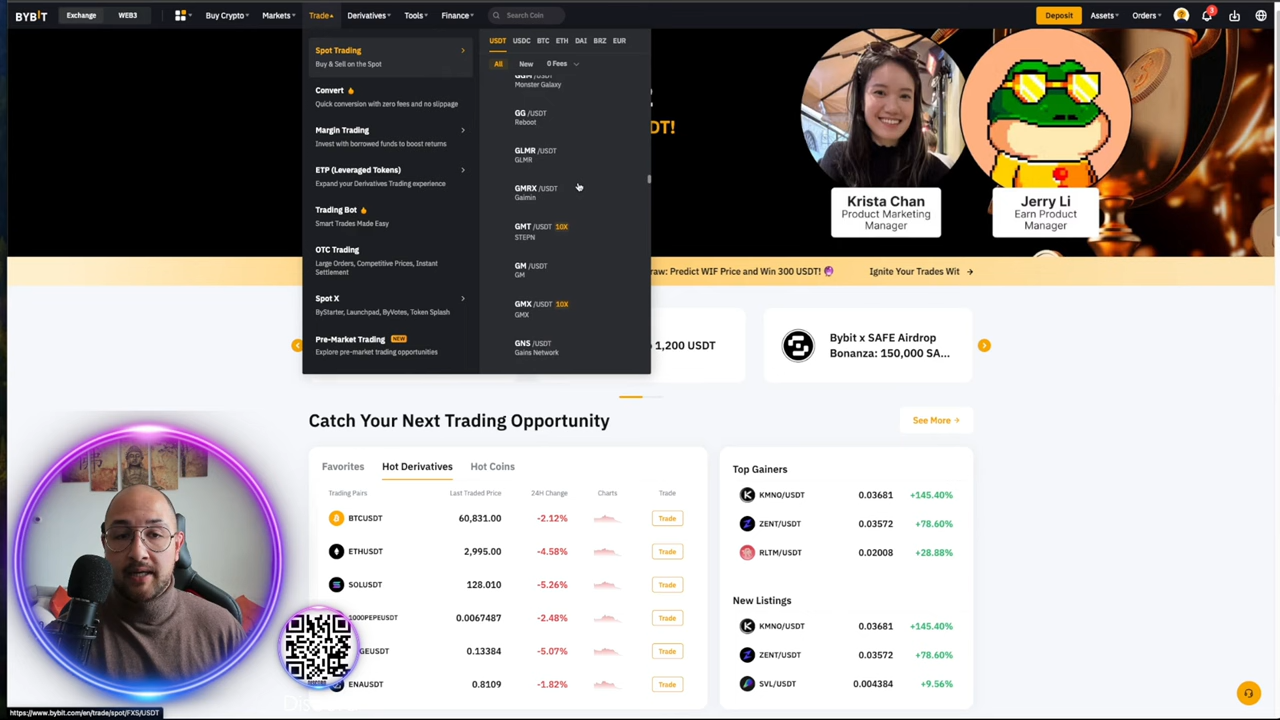 BYBIT
Exchange
WEB3
Buy Crypto
Markets
Trade
Derivatives
Tools
Finance
Search Coin
Deposit
Assets
Orders
3
Spot Trading
Buy & Sell on the Spot
Convert
Quick conversion with zero fees and no slippage
Margin Trading
Invest with borrowed funds to boost returns
ETP (Leveraged Tokens)
Expand your Derivatives Trading experience
Trading Bot
Smart Trades Made Easy
OTC Trading
Large Orders, Competitive Prices, Instant
Settlement
Spot X
ByStarter, Launchpad, ByVotes, Token Splash
Pre-Market Trading NEW
Explore pre-market trading opportunities
USDT USDC BTC ETH DAI BRZ EUR
All New 0 Fees
Monster Galaxy
GG /USDT
Reboot
GLMR /USDT
GLMR
GMRX /USDT
Gaimin
GMT /USDT 10X
STEPN
GM /USDT
GM
GMX /USDT 10X
GMX
GNS /USDT
Gains Network
DT!
Krista Chan
Product Marketing
Manager
Jerry Li
Earn Product
Manager
raw: Predict WIF Price and Win 300 USDT!
Ignite Your Trades Wit
1,200 USDT
Bybit x SAFE Airdrop
Bonanza: 150,000 SA...
Catch Your Next Trading Opportunity
See More
Favorites Hot Derivatives Hot Coins
Trading Pairs Last Traded Price 24H Change Charts Trade
BTCUSDT 60,831.00 -2.12% Trade
ETHUSDT 2,995.00 -4.58% Trade
SOLUSDT 128.010 -5.26% Trade
1000PEPEUSDT 0.0067487 -2.48% Trade
GEUSDT 0.13384 -5.07% Trade
ENAUSDT 0.8109 -1.82% Trade
Top Gainers
KMNO/USDT 0.03681 +145.40%
ZENT/USDT 0.03572 +78.60%
RLTM/USDT 0.02008 +28.88%
New Listings
KMNO/USDT 0.03681 +145.40%
ZENT/USDT 0.03572 +78.60%
SVL/USDT 0.004384 +9.56%
https://www.bybit.com/en/trade/spot/FXS/USDT